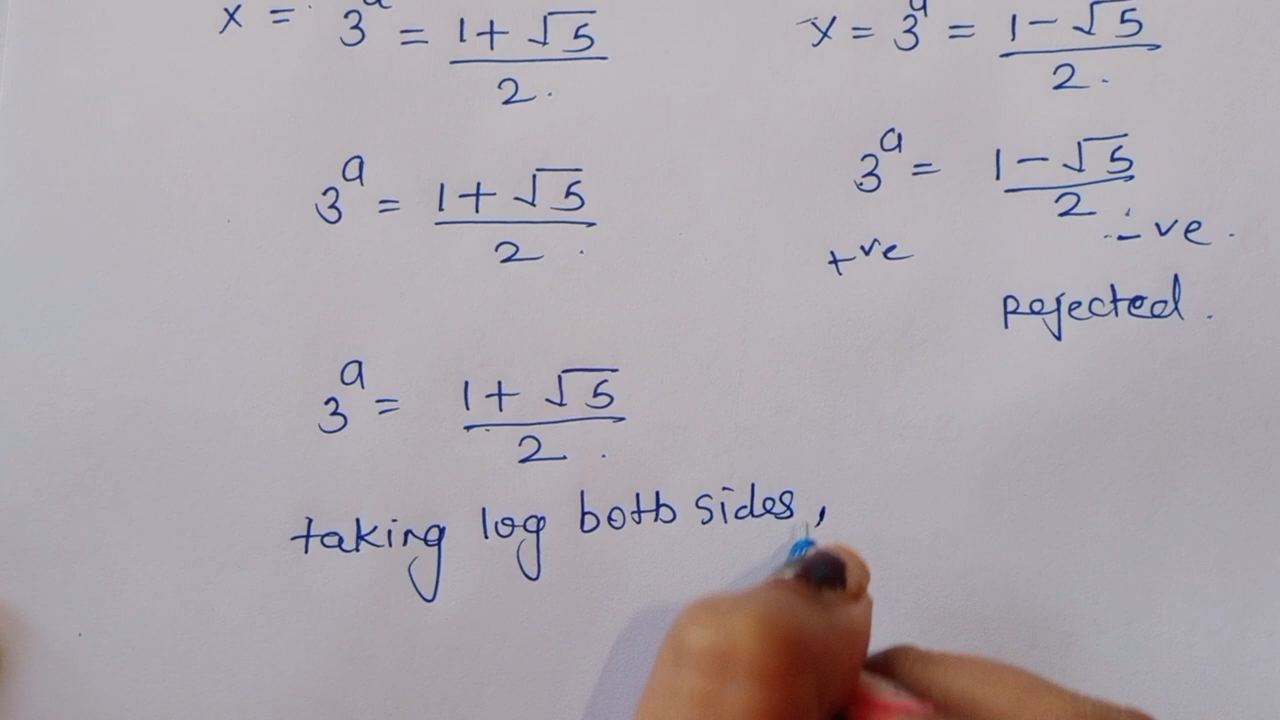 x = 3^a = (1 + √5)/2.
x = 3^a = (1 - √5)/2.
3^a = (1 + √5)/2.
3^a = (1 - √5)/2
+ve
-ve.
rejected.
3^a = (1 + √5)/2.
taking log both sides,